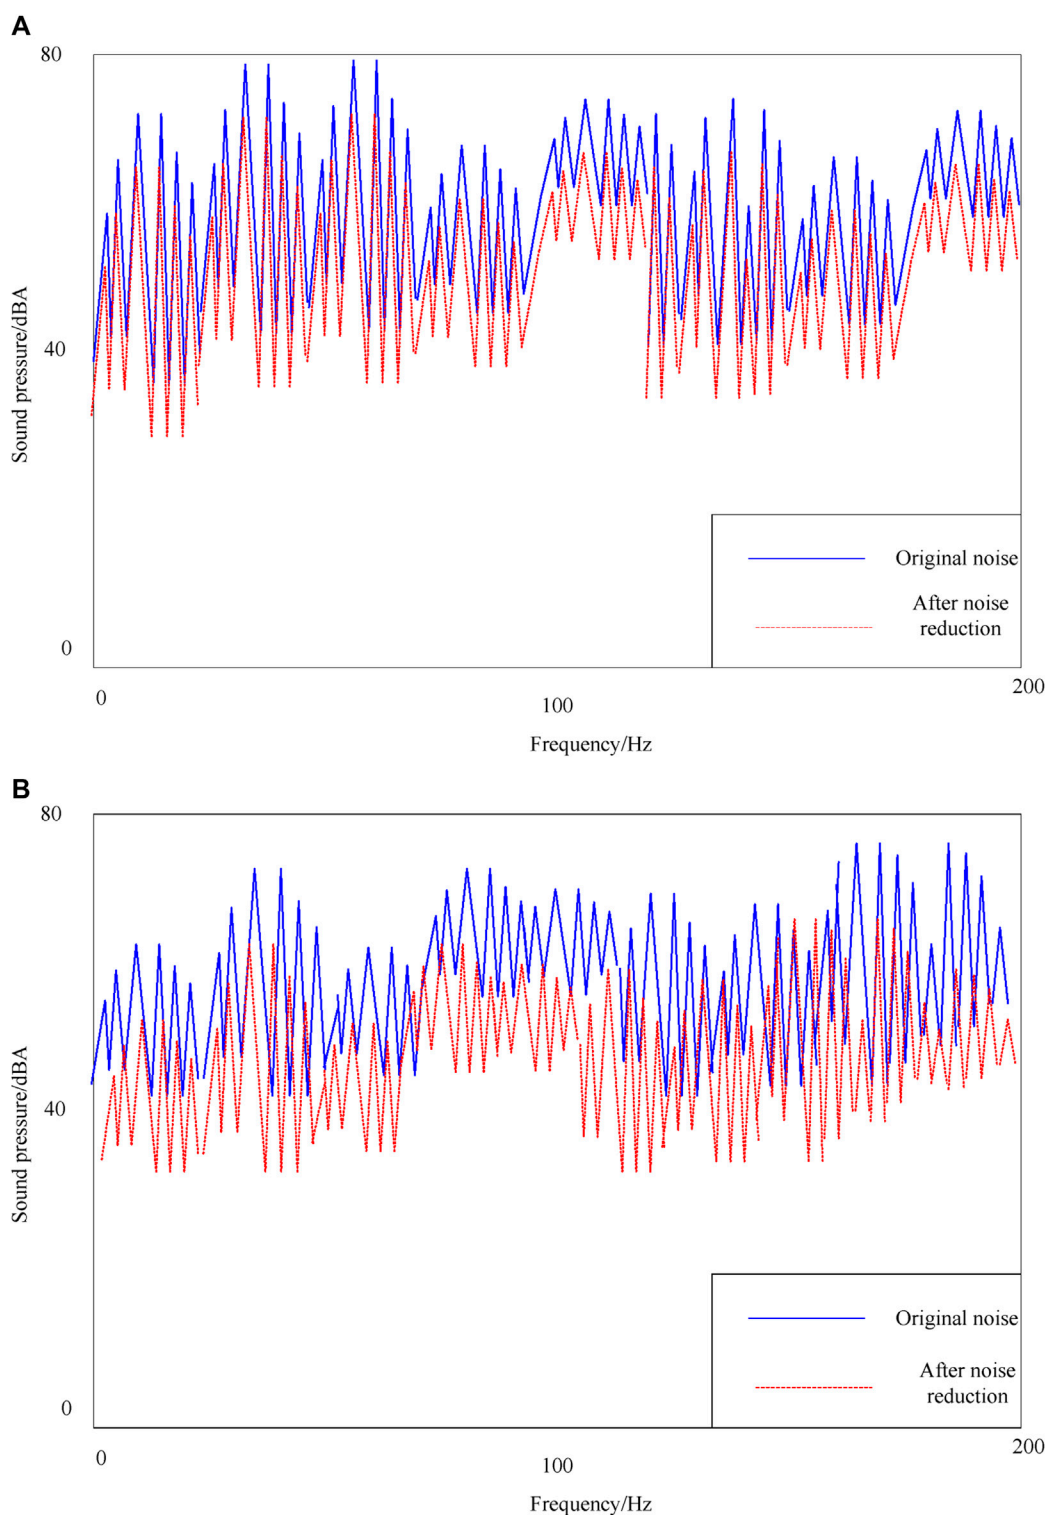 A
80
40
0
Sound pressure/dBA
Original noise
After noise
reduction
0
100
200
Frequency/Hz
B
80
40
0
Sound pressure/dBA
Original noise
After noise
reduction
0
100
200
Frequency/Hz